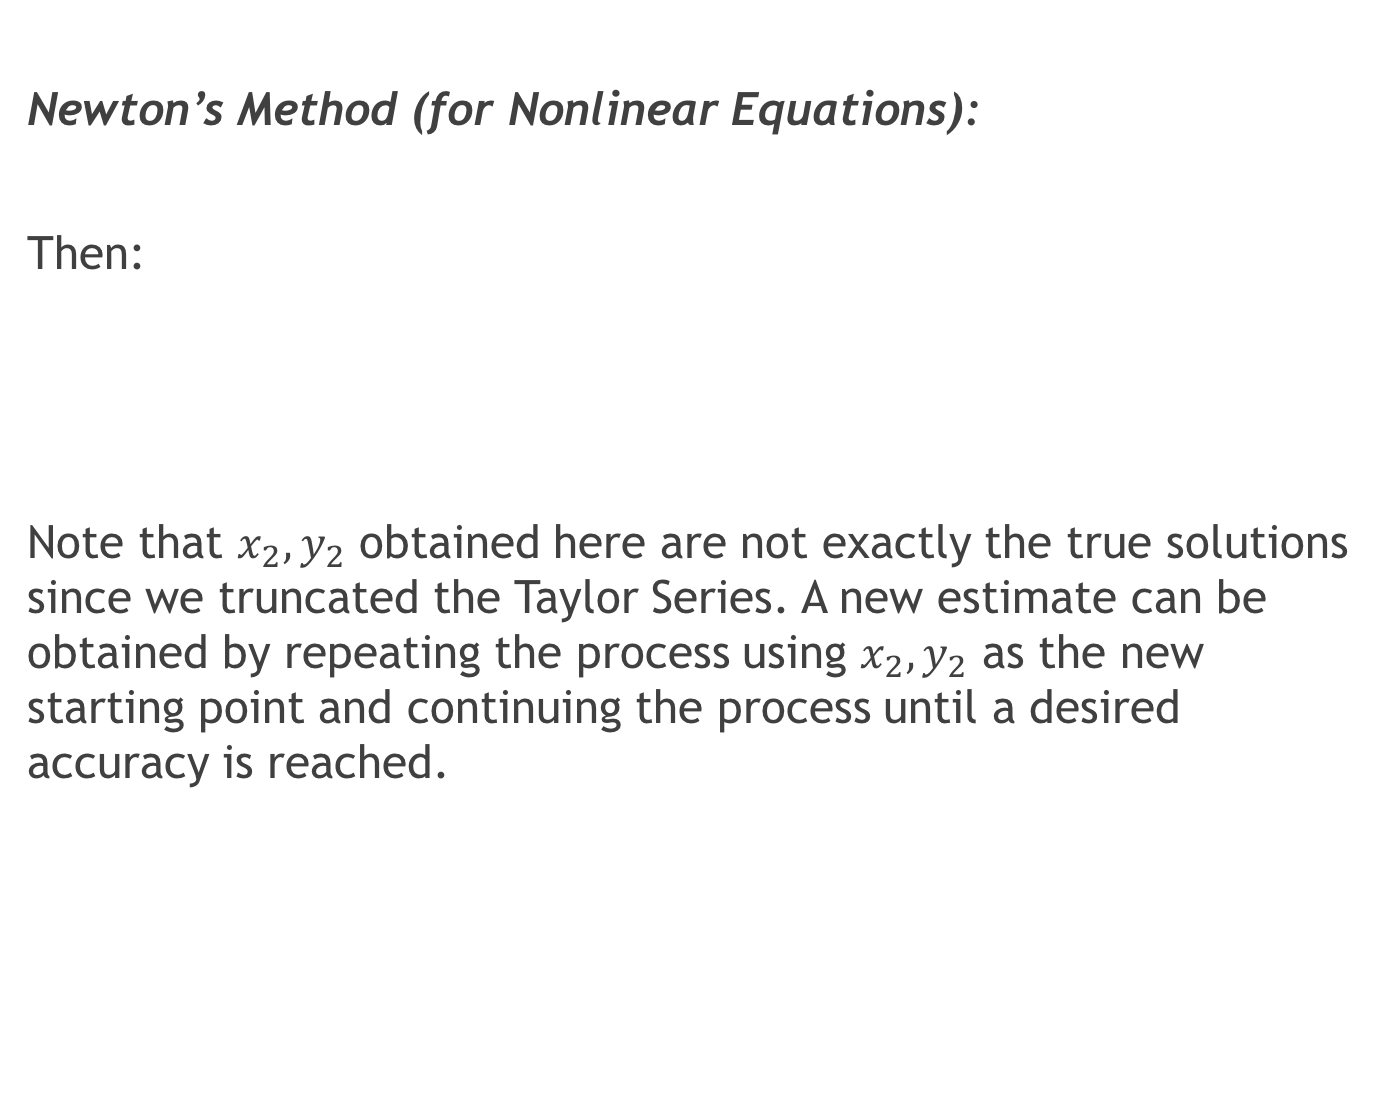 Newton’s Method (for Nonlinear Equations):
Then:
Note that 𝑥₂, 𝑦₂ obtained here are not exactly the true solutions
since we truncated the Taylor Series. A new estimate can be
obtained by repeating the process using 𝑥₂, 𝑦₂ as the new
starting point and continuing the process until a desired
accuracy is reached.